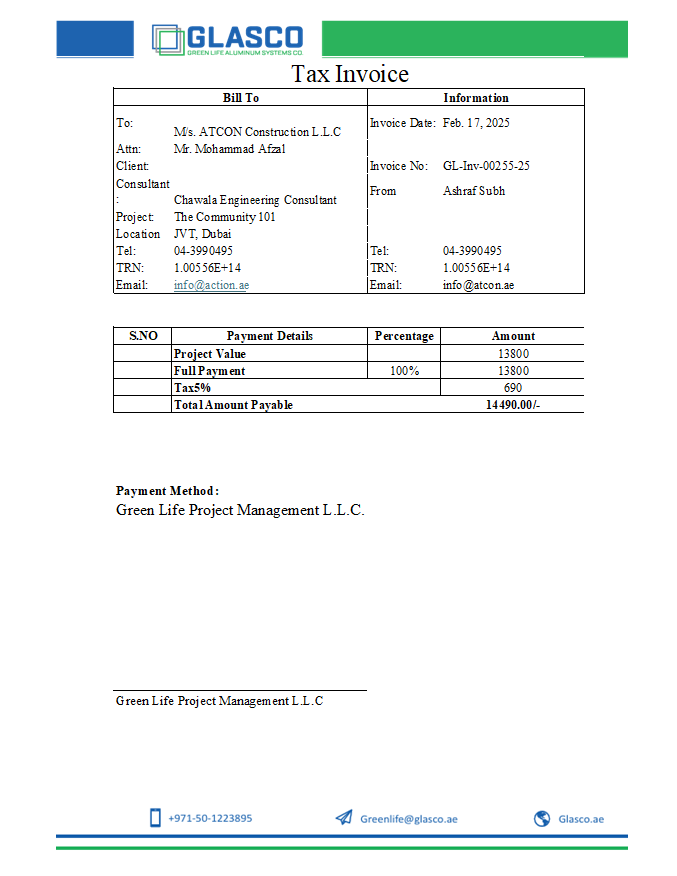 GLASCO
GREEN LIFE ALUMINUM SYSTEMS CO.
Tax Invoice
Bill To Information
To: M/s. ATCON Construction L.L.C Invoice Date: Feb. 17, 2025
Attn: Mr. Mohammad Afzal
Client: Invoice No: GL-Inv-00255-25
Consultant : Chawala Engineering Consultant From Ashraf Subh
Project: The Community 101
Location JVT, Dubai
Tel: 04-3990495 Tel: 04-3990495
TRN: 1.00556E+14 TRN: 1.00556E+14
Email: info@action.ae Email: info@atcon.ae
S.NO Payment Details Percentage Amount
Project Value 13800
Full Payment 100% 13800
Tax5% 690
Total Amount Payable 14490.00/-
Payment Method:
Green Life Project Management L.L.C.
Green Life Project Management L.L.C
+971-50-1223895 Greenlife@glasco.ae Glasco.ae